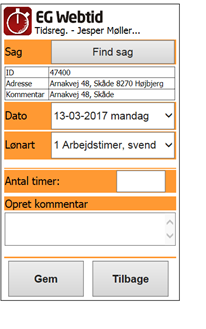 EG Webtid
Tidsreg. - Jesper Møller...
Sag Find sag
ID 47400
Adresse Arnakvej 48, Skåde 8270 Højbjerg
Kommentar Arnakvej 48, Skåde
Dato 13-03-2017 mandag
Lønart 1 Arbejdstimer, svend
Antal timer:
Opret kommentar
Gem Tilbage